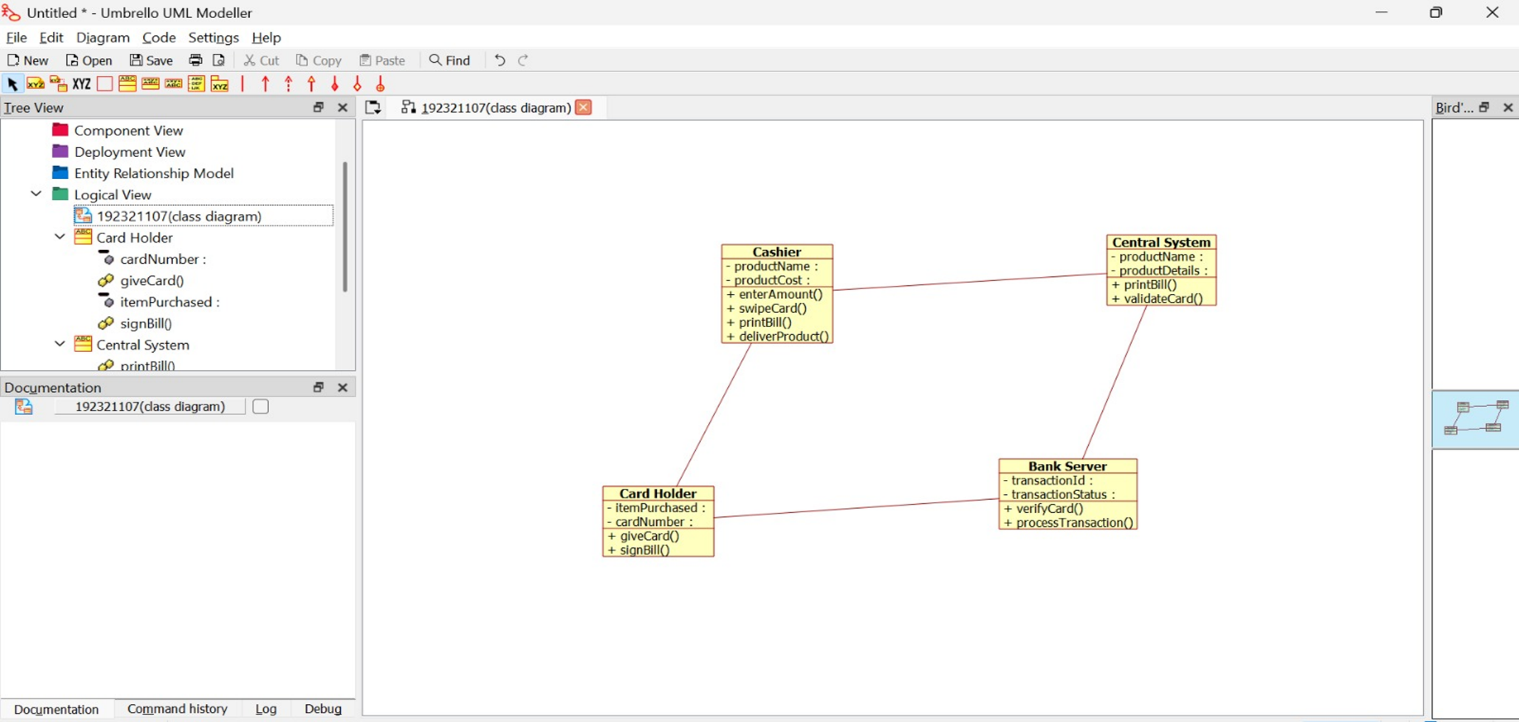 Untitled * - Umbrello UML Modeller
File Edit Diagram Code Settings Help
New Open Save Cut Copy Paste Find
XYZ
Tree View
Component View
Deployment View
Entity Relationship Model
Logical View
192321107(class diagram)
Card Holder
cardNumber :
giveCard()
itemPurchased :
signBill()
Central System
printBill()
Documentation
192321107(class diagram)
Documentation Command history Log Debug
192321107(class diagram)
Cashier
- productName :
- productCost :
+ enterAmount()
+ swipeCard()
+ printBill()
+ deliverProduct()
Central System
- productName :
- productDetails :
+ printBill()
+ validateCard()
Card Holder
- itemPurchased :
- cardNumber :
+ giveCard()
+ signBill()
Bank Server
- transactionId :
- transactionStatus :
+ verifyCard()
+ processTransaction()
Bird'...